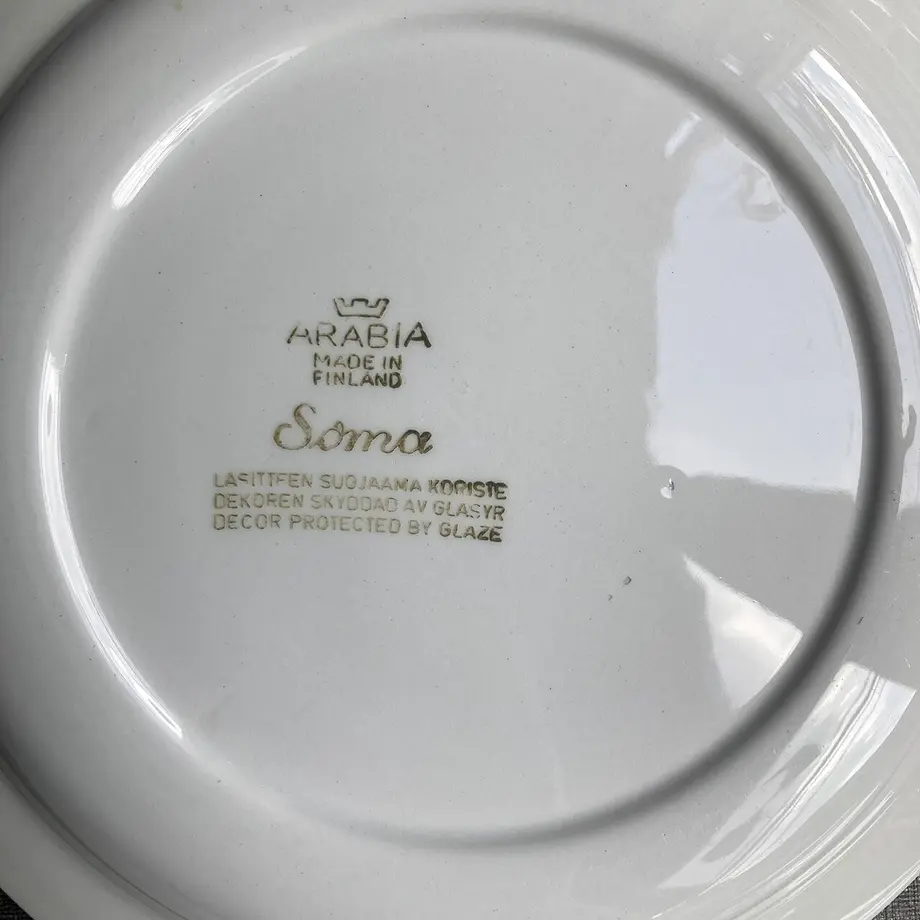 ARABIA
MADE IN
FINLAND
Soma
LASITTEEN SUOJAAMA KORISTE
DEKOREN SKYDDAD AV GLASYR
DECOR PROTECTED BY GLAZE